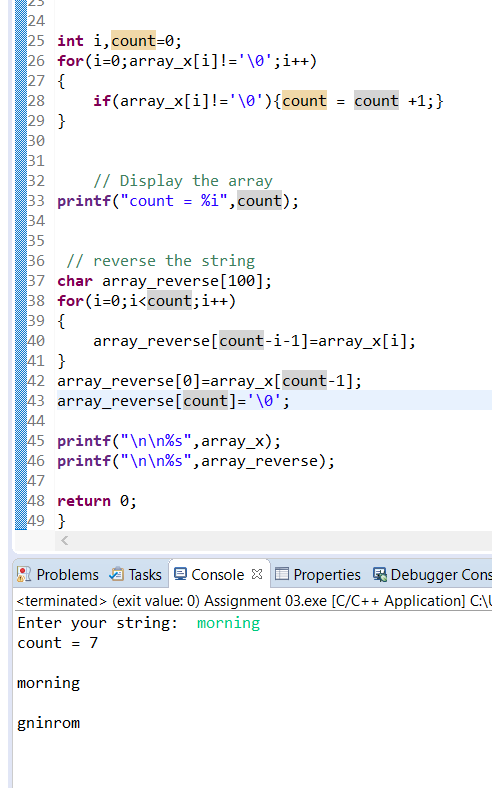 23
24
25 int i,count=0;
26 for(i=0;array_x[i]!='\0';i++)
27 {
28     if(array_x[i]!='\0'){count = count +1;}
29 }
30
31
32     // Display the array
33 printf("count = %i",count);
34
35
36  // reverse the string
37 char array_reverse[100];
38 for(i=0;i<count;i++)
39 {
40     array_reverse[count-i-1]=array_x[i];
41 }
42 array_reverse[0]=array_x[count-1];
43 array_reverse[count]='\0';
44
45 printf("\n\n%s",array_x);
46 printf("\n\n%s",array_reverse);
47
48 return 0;
49 }
Problems Tasks Console Properties Debugger Cons
<terminated> (exit value: 0) Assignment 03.exe [C/C++ Application] C:\
Enter your string:  morning
count = 7
morning
gninrom